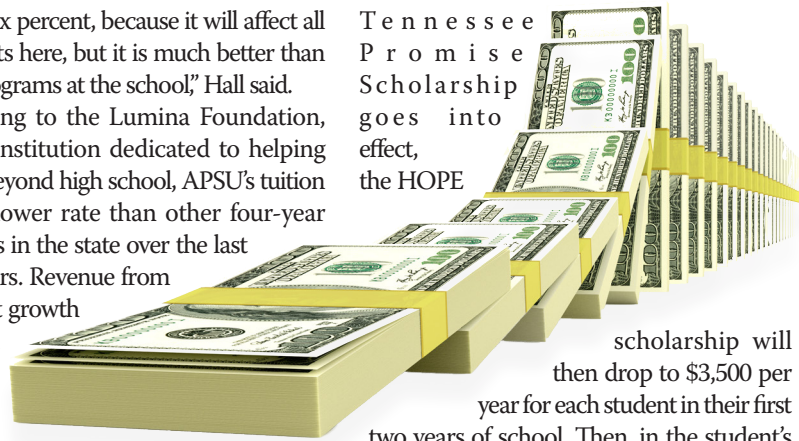 x percent, because it will affect all
ts here, but it is much better than
ograms at the school," Hall said.
ng to the Lumina Foundation,
nstitution dedicated to helping
eyond high school, APSU's tuition
ower rate than other four-year
s in the state over the last
rs. Revenue from
t growth
Tennessee
Promise
Scholarship
goes into
effect,
the HOPE
scholarship will
then drop to $3,500 per
year for each student in their first
two years of school. Then, in the student's